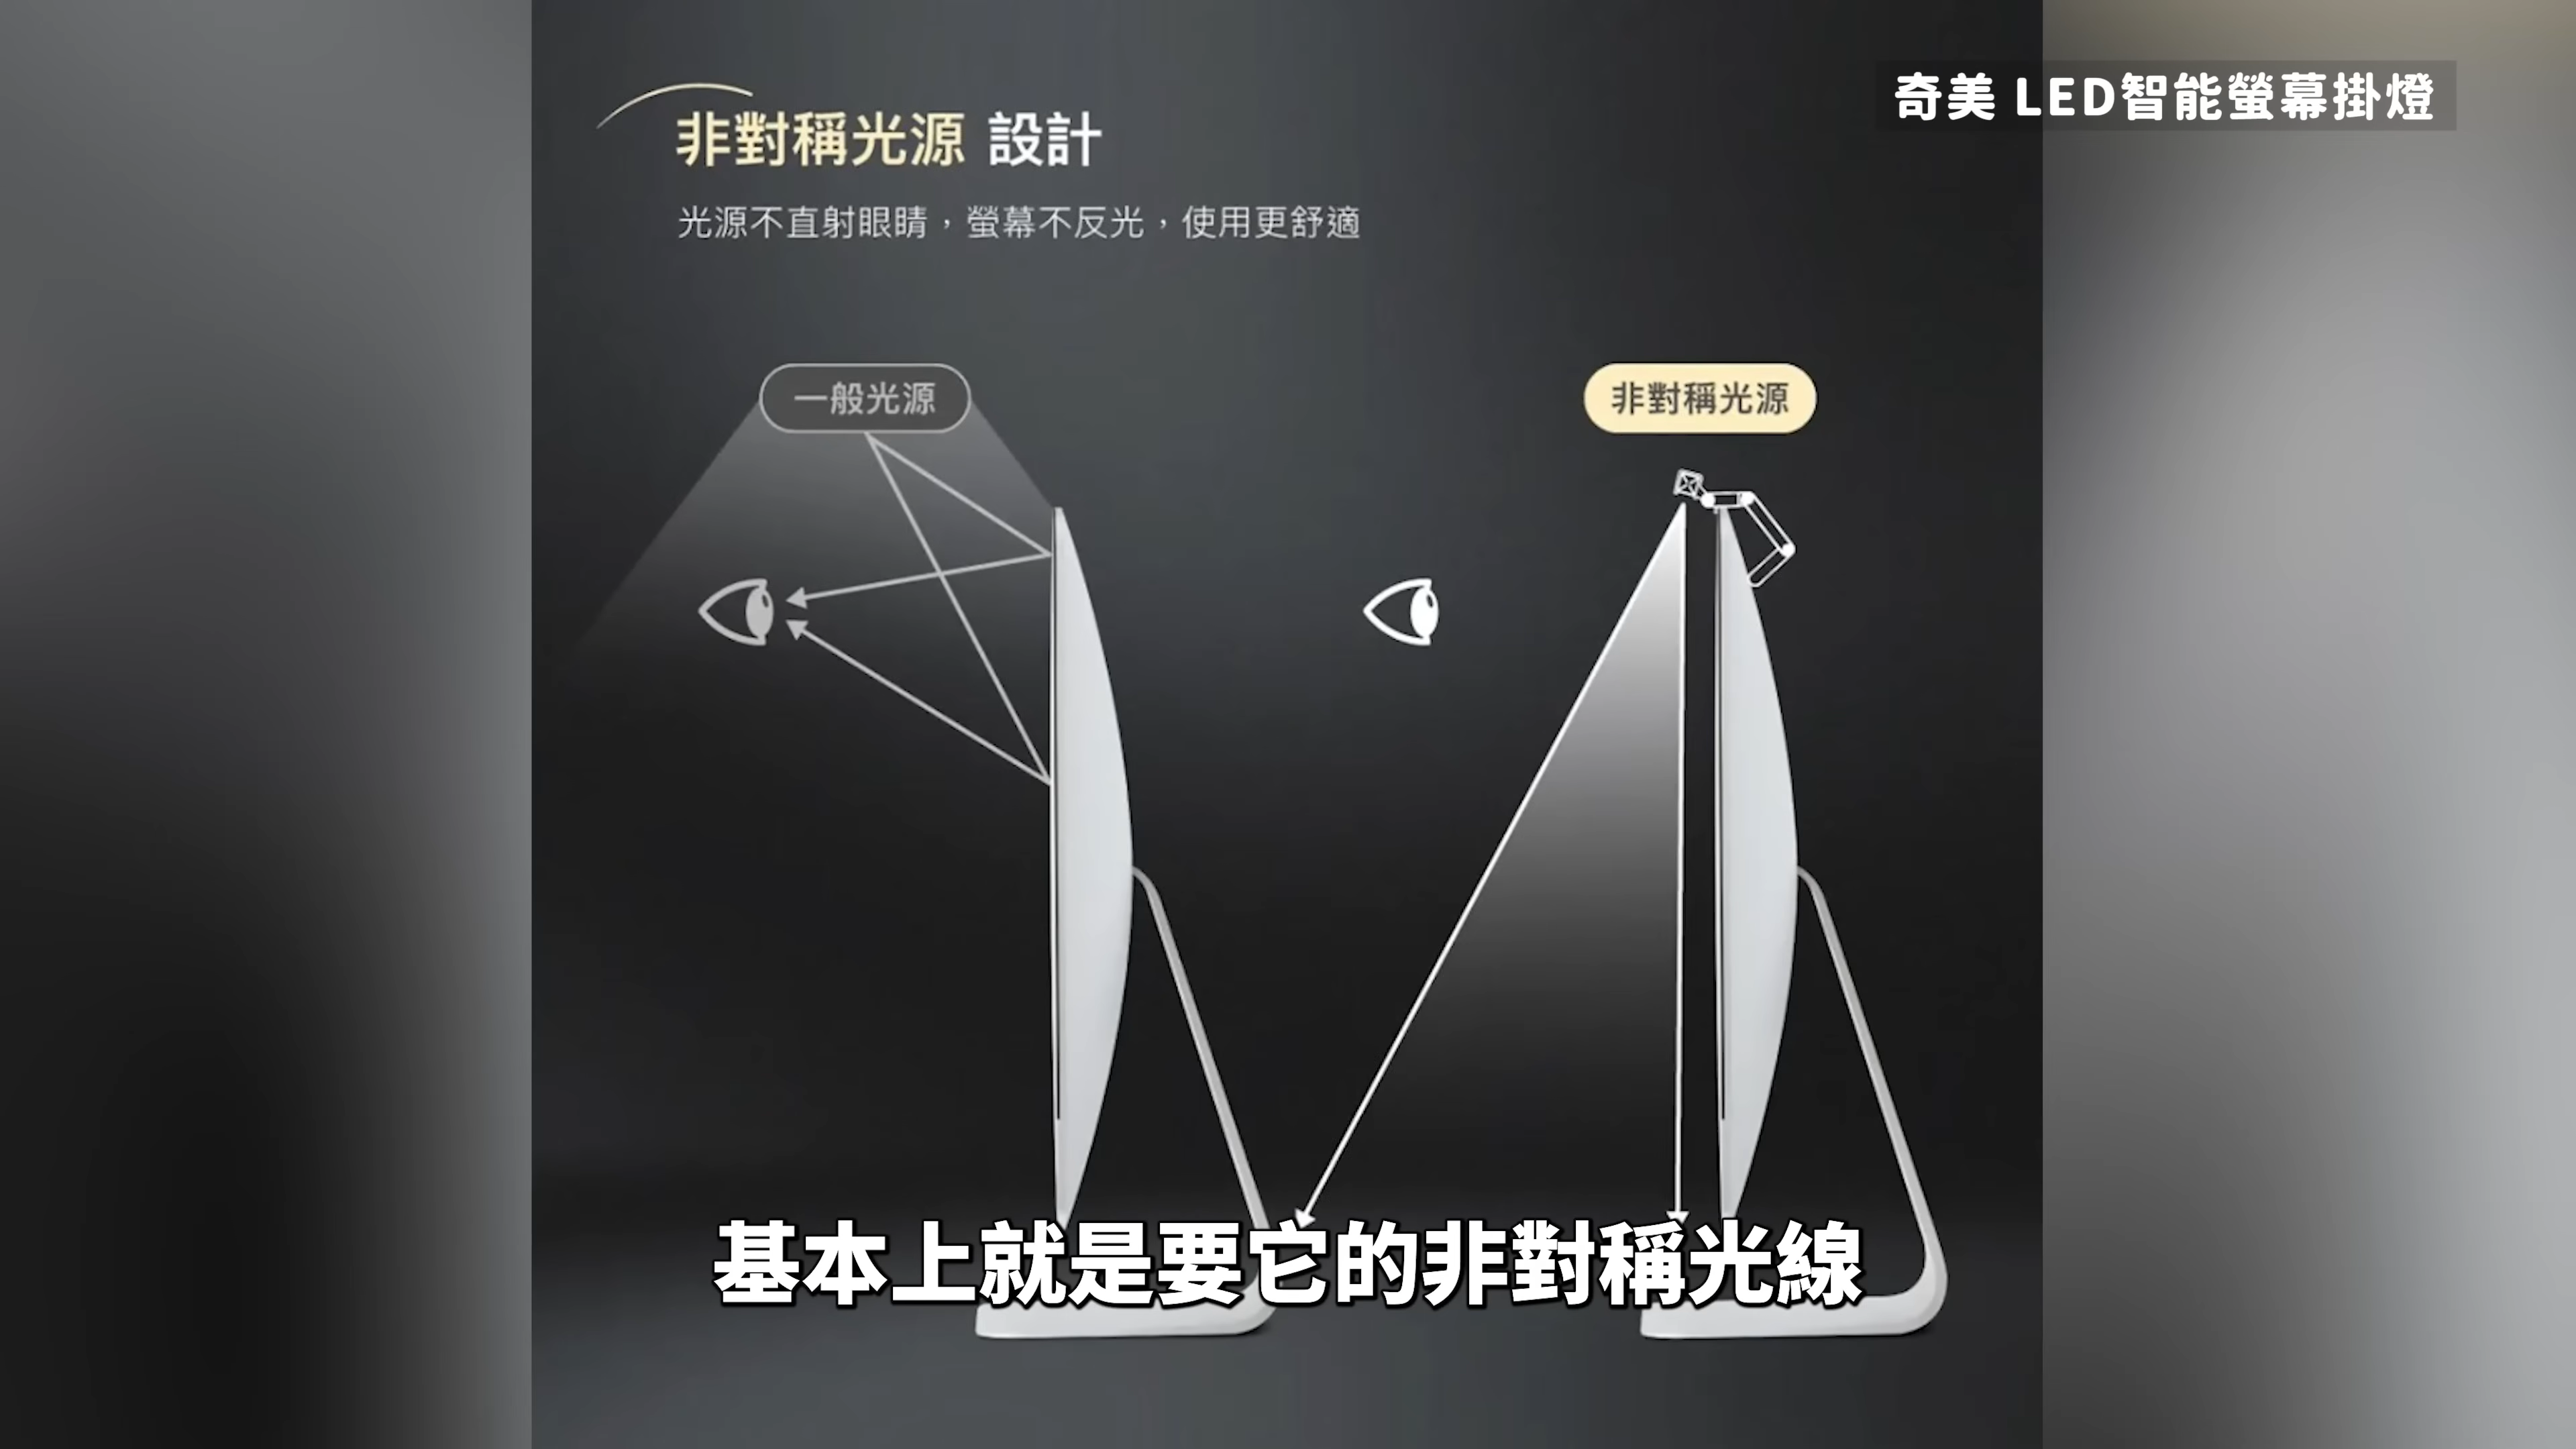 奇美 LED智能螢幕掛燈
非對稱光源 設計
光源不直射眼睛，螢幕不反光，使用更舒適
一般光源
非對稱光源
基本上就是要它的非對稱光線